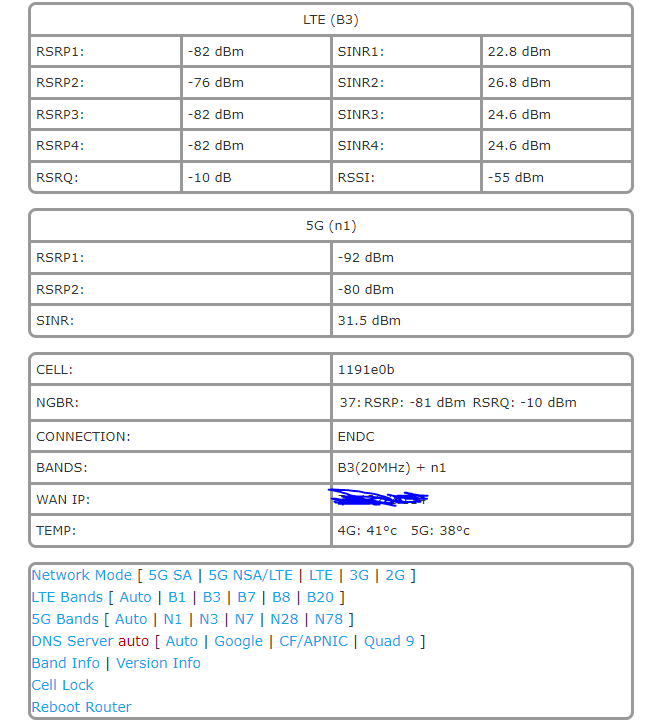 LTE (B3)
RSRP1: -82 dBm SINR1: 22.8 dBm
RSRP2: -76 dBm SINR2: 26.8 dBm
RSRP3: -82 dBm SINR3: 24.6 dBm
RSRP4: -82 dBm SINR4: 24.6 dBm
RSRQ: -10 dB RSSI: -55 dBm
5G (n1)
RSRP1: -92 dBm
RSRP2: -80 dBm
SINR: 31.5 dBm
CELL: 1191e0b
NGBR: 37: RSRP: -81 dBm RSRQ: -10 dBm
CONNECTION: ENDC
BANDS: B3(20MHz) + n1
WAN IP:
TEMP: 4G: 41°c 5G: 38°c
Network Mode [ 5G SA | 5G NSA/LTE | LTE | 3G | 2G ]
LTE Bands [ Auto | B1 | B3 | B7 | B8 | B20 ]
5G Bands [ Auto | N1 | N3 | N7 | N28 | N78 ]
DNS Server auto [ Auto | Google | CF/APNIC | Quad 9 ]
Band Info | Version Info
Cell Lock
Reboot Router